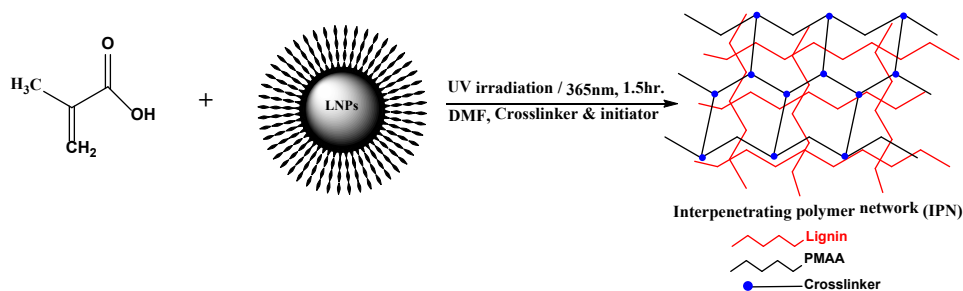 O
H₃C
OH
CH₂
+
LNPs
UV irradiation / 365nm, 1.5hr.
DMF, Crosslinker & initiator
Interpenetrating polymer network (IPN)
Lignin
PMAA
Crosslinker